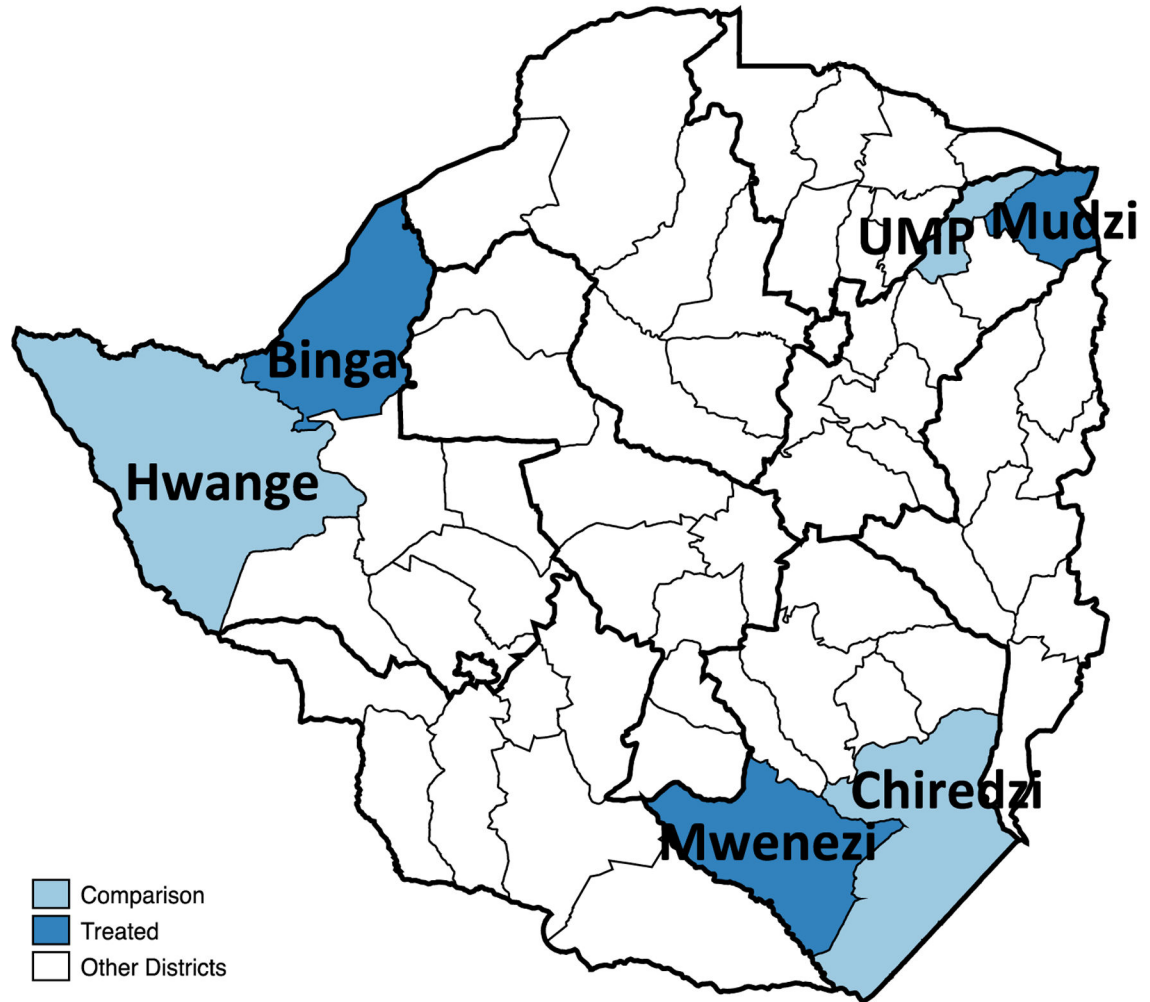 UMP
Mudzi
Binga
Hwange
Chiredzi
Mwenezi
Comparison
Treated
Other Districts